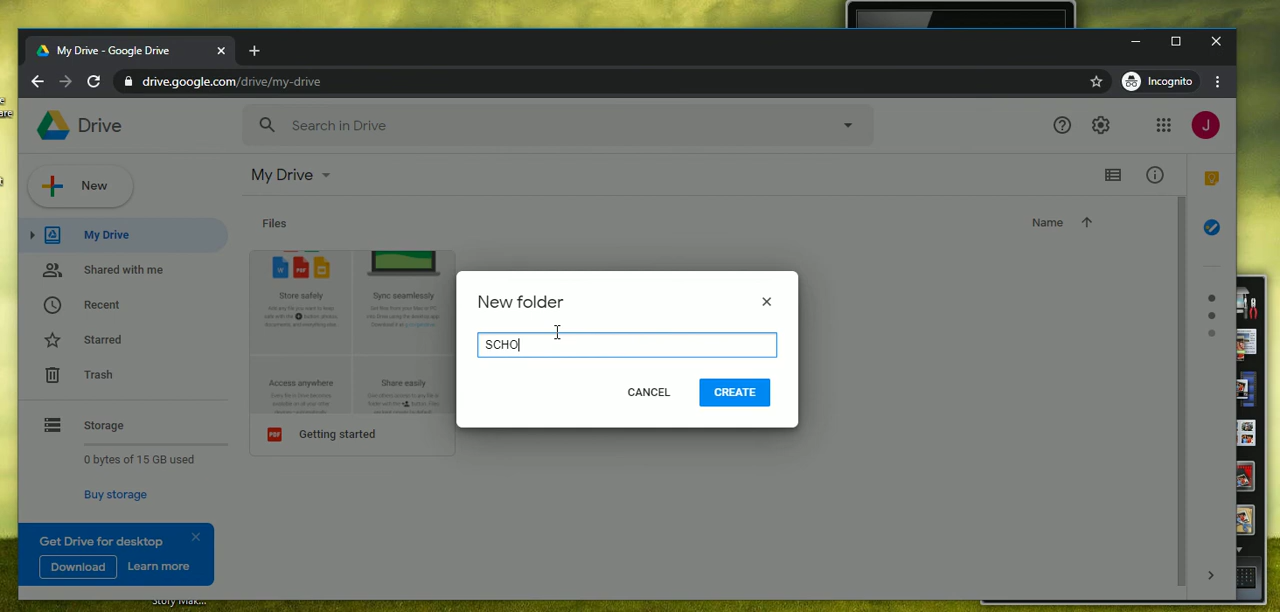 My Drive - Google Drive
drive.google.com/drive/my-drive
Incognito
Drive
Search in Drive
J
New
My Drive
My Drive
Shared with me
Recent
Starred
Trash
Storage
0 bytes of 15 GB used
Buy storage
Get Drive for desktop
Download
Learn more
Files
Name
Store safely
Sync seamlessly
Access anywhere
Share easily
PDF
Getting started
New folder
SCHO
CANCEL
CREATE
Story Mak...